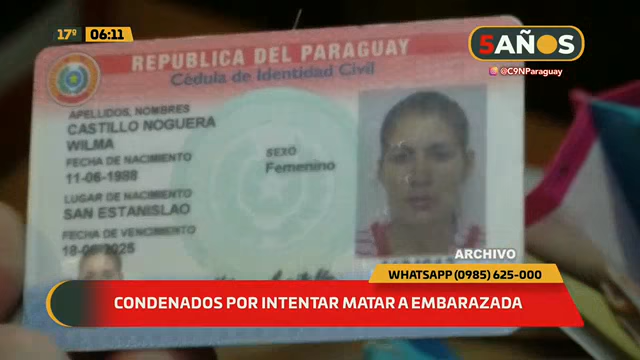 17º
06:11
5AÑOS
@C9NParaguay
REPUBLICA DEL PARAGUAY
Cédula de Identidad Civil
APELLIDOS, NOMBRES
CASTILLO NOGUERA
WILMA
FECHA DE NACIMIENTO
11-06-1988
SEXO
Femenino
LUGAR DE NACIMIENTO
SAN ESTANISLAO
FECHA DE VENCIMIENTO
ARCHIVO
WHATSAPP (0985) 625-000
CONDENADOS POR INTENTAR MATAR A EMBARAZADA